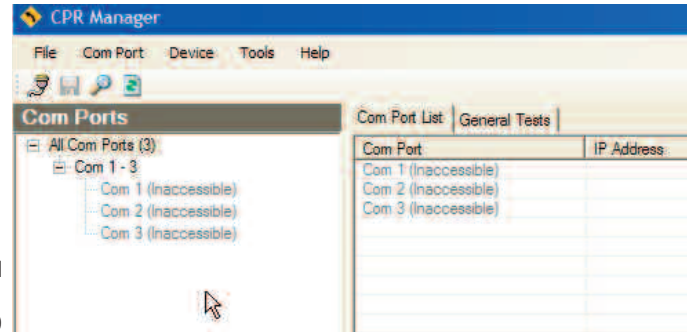 CPR Manager
File Com Port Device Tools Help
Com Ports
All Com Ports (3)
Com 1 - 3
Com 1 (Inaccessible)
Com 2 (Inaccessible)
Com 3 (Inaccessible)
Com Port List General Tests
Com Port IP Address
Com 1 (Inaccessible)
Com 2 (Inaccessible)
Com 3 (Inaccessible)